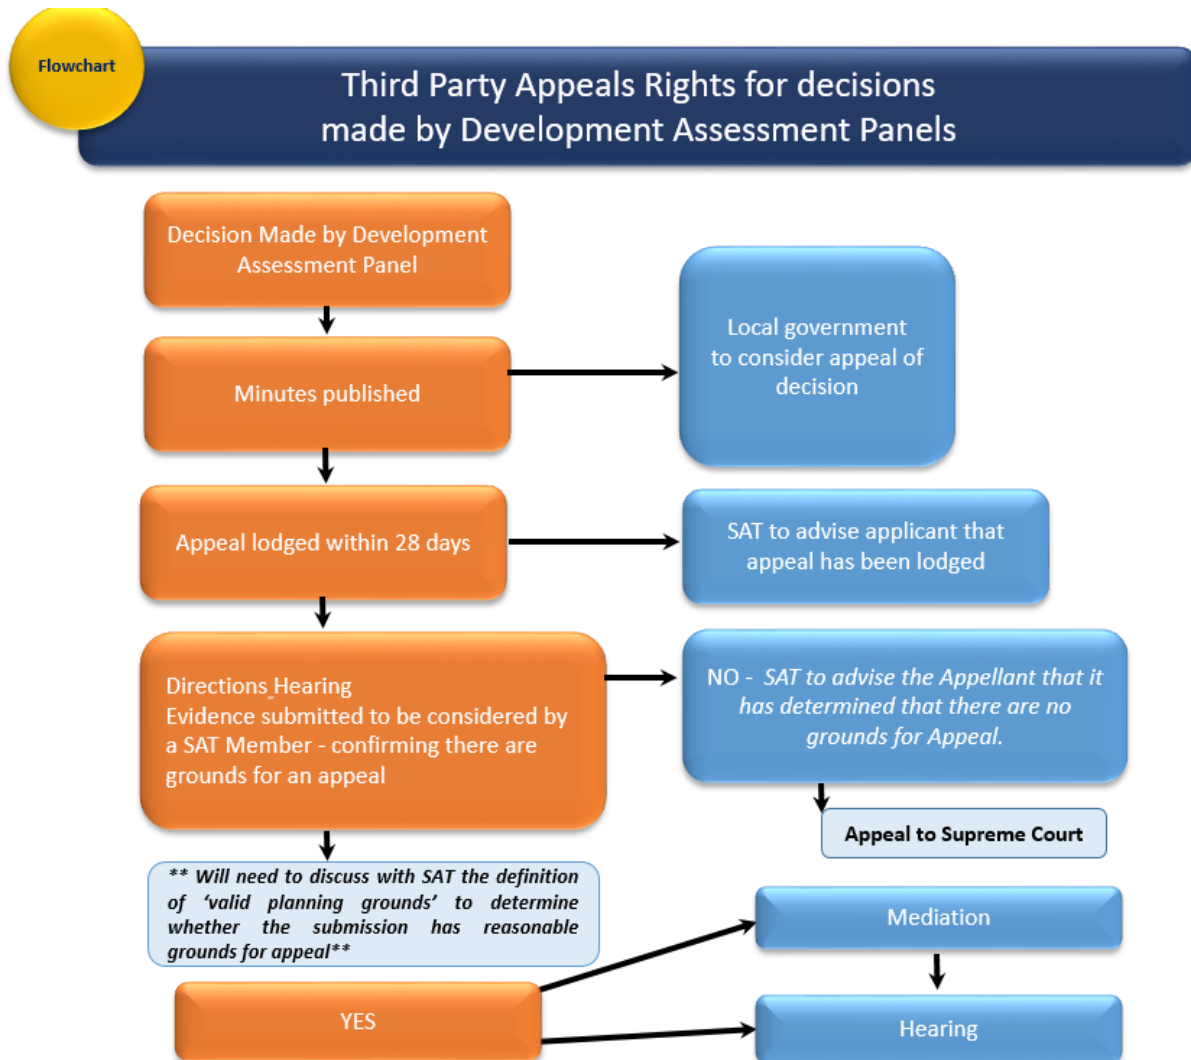 Flowchart
Third Party Appeals Rights for decisions
made by Development Assessment Panels
Decision Made by Development
Assessment Panel
Local government
to consider appeal of
decision
Minutes published
Appeal lodged within 28 days
SAT to advise applicant that
appeal has been lodged
Directions Hearing
Evidence submitted to be considered by
a SAT Member - confirming there are
grounds for an appeal
NO - SAT to advise the Appellant that it
has determined that there are no
grounds for Appeal.
Appeal to Supreme Court
** Will need to discuss with SAT the definition
of ‘valid planning grounds’ to determine
whether the submission has reasonable
grounds for appeal**
Mediation
YES
Hearing